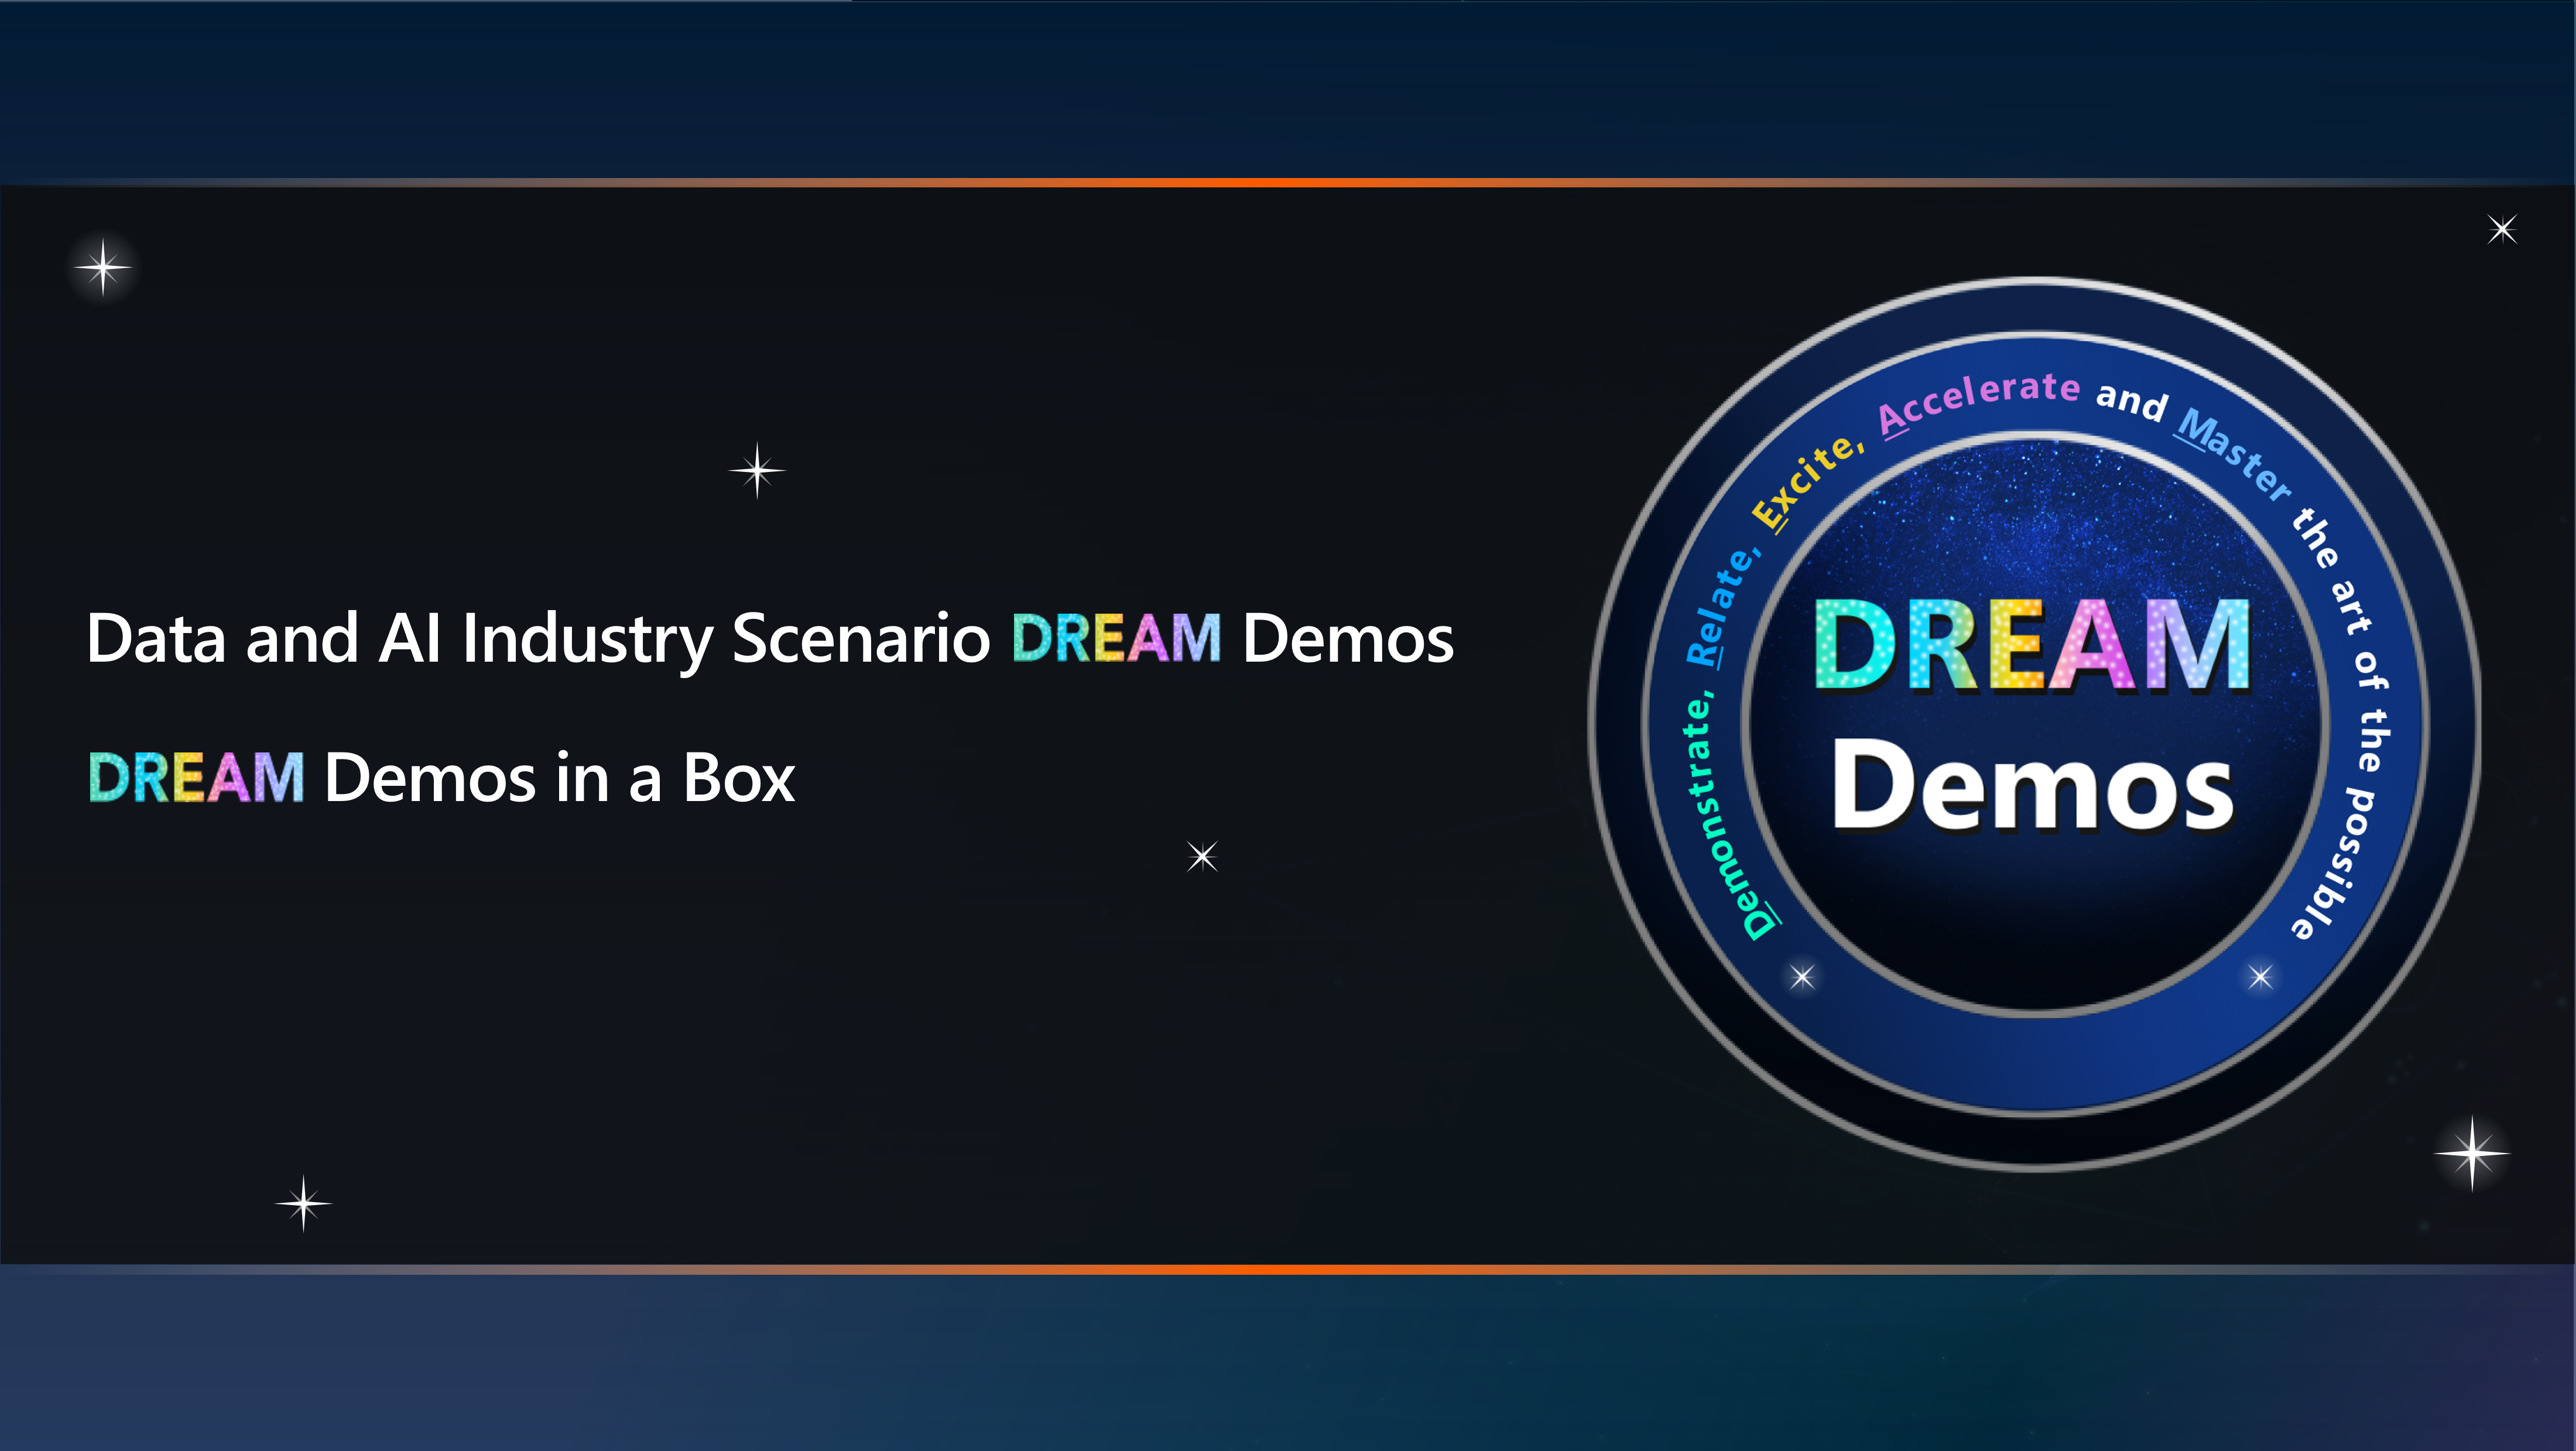 Data and AI Industry Scenario DREAM Demos
DREAM Demos in a Box
Demonstrate, Relate, Excite, Accelerate and Master the art of the possible
DREAM
Demos